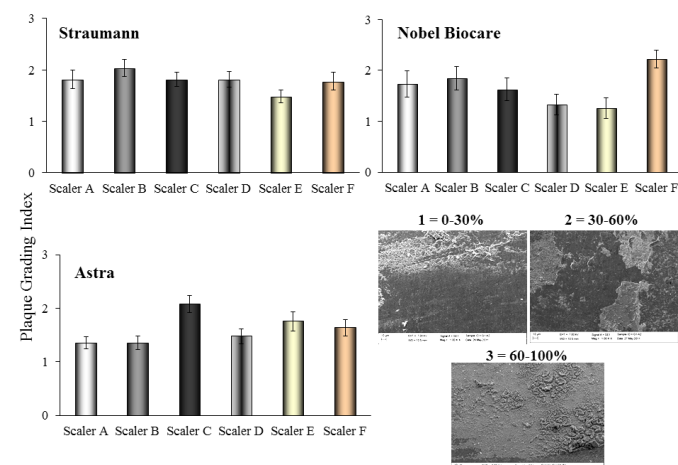 3
2
1
0
Straumann
Scaler A Scaler B Scaler C Scaler D Scaler E Scaler F
3
2
1
0
Nobel Biocare
Scaler A Scaler B Scaler C Scaler D Scaler E Scaler F
Plaque Grading Index
3
2
1
0
Astra
Scaler A Scaler B Scaler C Scaler D Scaler E Scaler F
1 = 0-30%
2 = 30-60%
3 = 60-100%